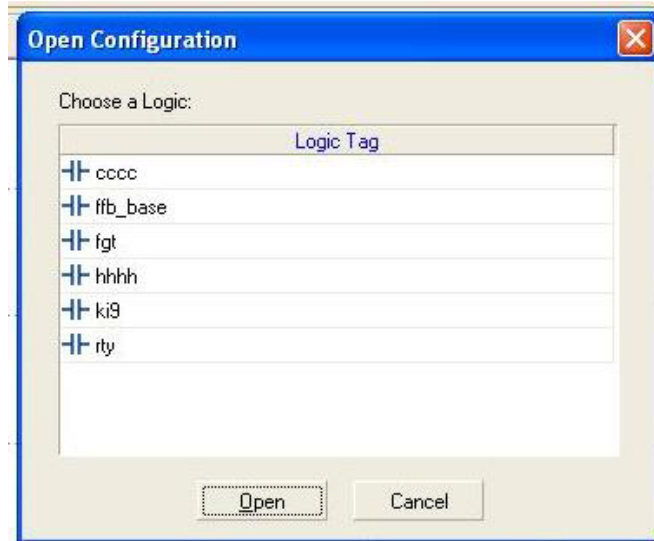 Open Configuration
Choose a Logic:
Logic Tag
cccc
ffb_base
fgt
hhhh
ki9
rty
Open Cancel